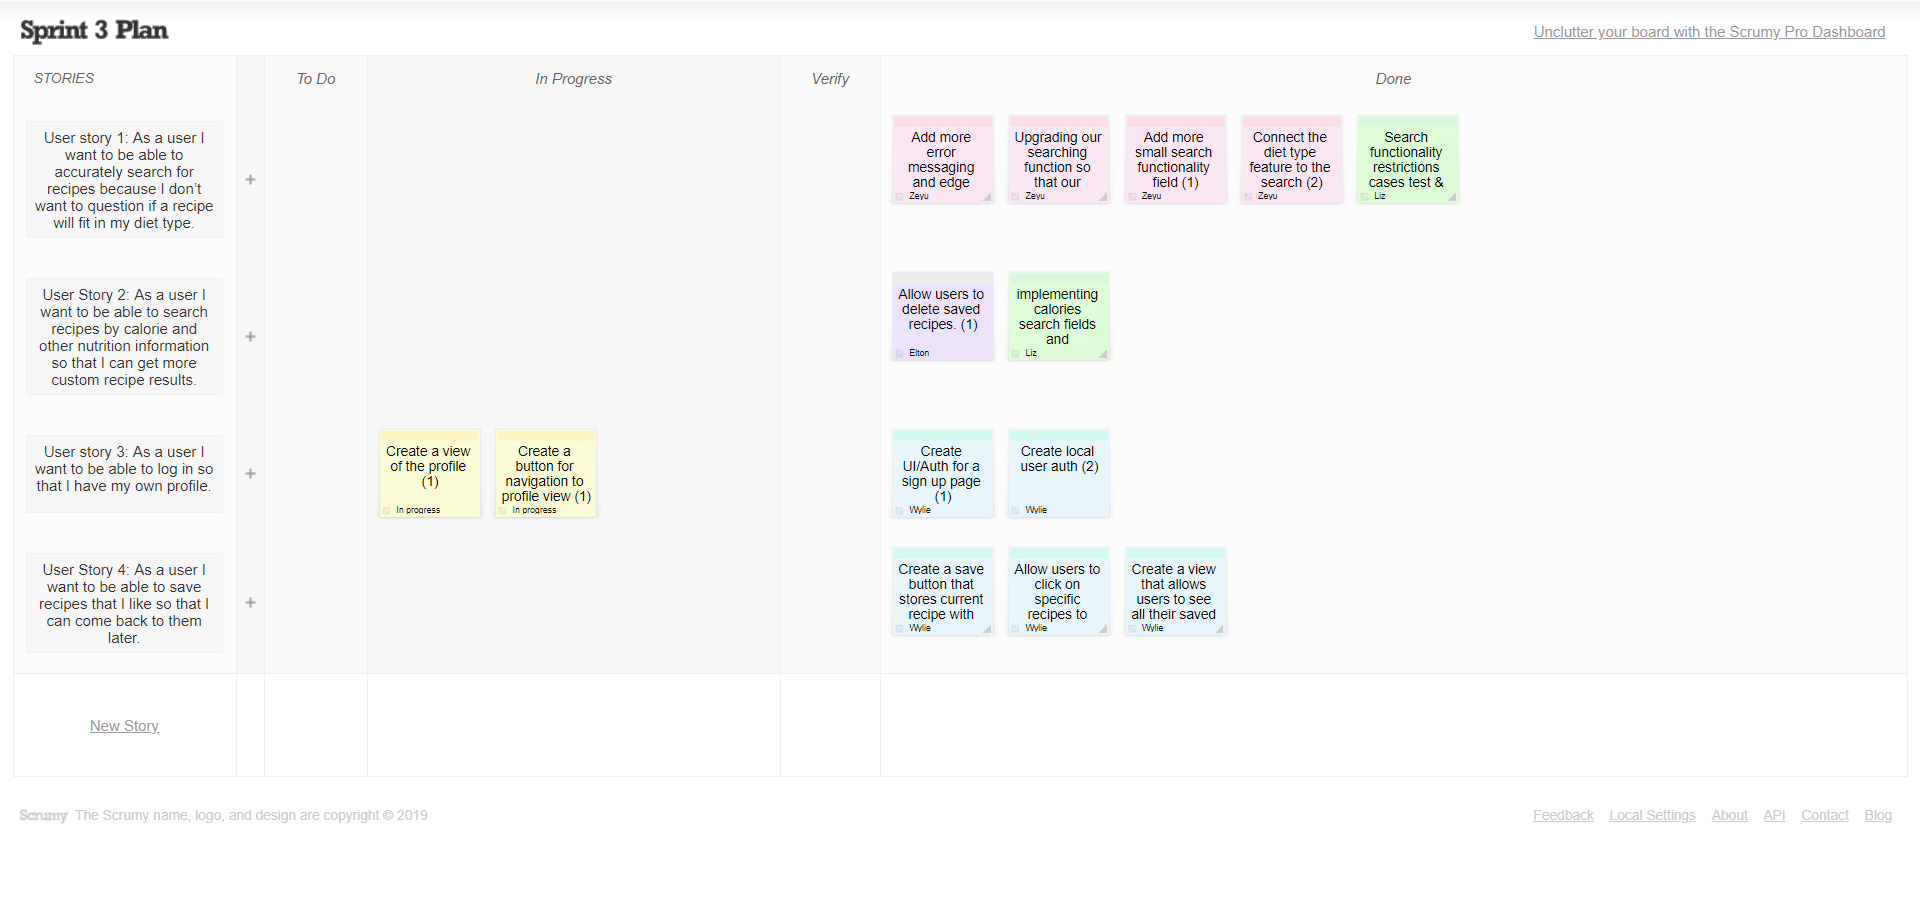 Sprint 3 Plan
Unclutter your board with the Scrumy Pro Dashboard
STORIES
To Do
In Progress
Verify
Done
User story 1: As a user I
want to be able to
accurately search for
recipes because I don't
want to question if a recipe
will fit in my diet type.
+
Add more
error
messaging
and edge
Zeyu
Upgrading our
searching
function so
that our
Zeyu
Add more
small search
functionality
field (1)
Zeyu
Connect the
diet type
feature to the
search (2)
Zeyu
Search
functionality
restrictions
cases test &
Liz
User Story 2: As a user I
want to be able to search
recipes by calorie and
other nutrition information
so that I can get more
custom recipe results.
+
Allow users to
delete saved
recipes. (1)
Elton
implementing
calories
search fields
and
Liz
User story 3: As a user I
want to be able to log in so
that I have my own profile.
+
Create a view
of the profile
(1)
In progress
Create a
button for
navigation to
profile view (1)
In progress
Create
UI/Auth for a
sign up page
(1)
Wylie
Create local
user auth (2)
Wylie
User Story 4: As a user I
want to be able to save
recipes that I like so that I
can come back to them
later.
+
Create a save
button that
stores current
recipe with
Wylie
Allow users to
click on
specific
recipes to
Wylie
Create a view
that allows
users to see
all their saved
Wylie
New Story
Scrumy The Scrumy name, logo, and design are copyright © 2019
Feedback Local Settings About API Contact Blog